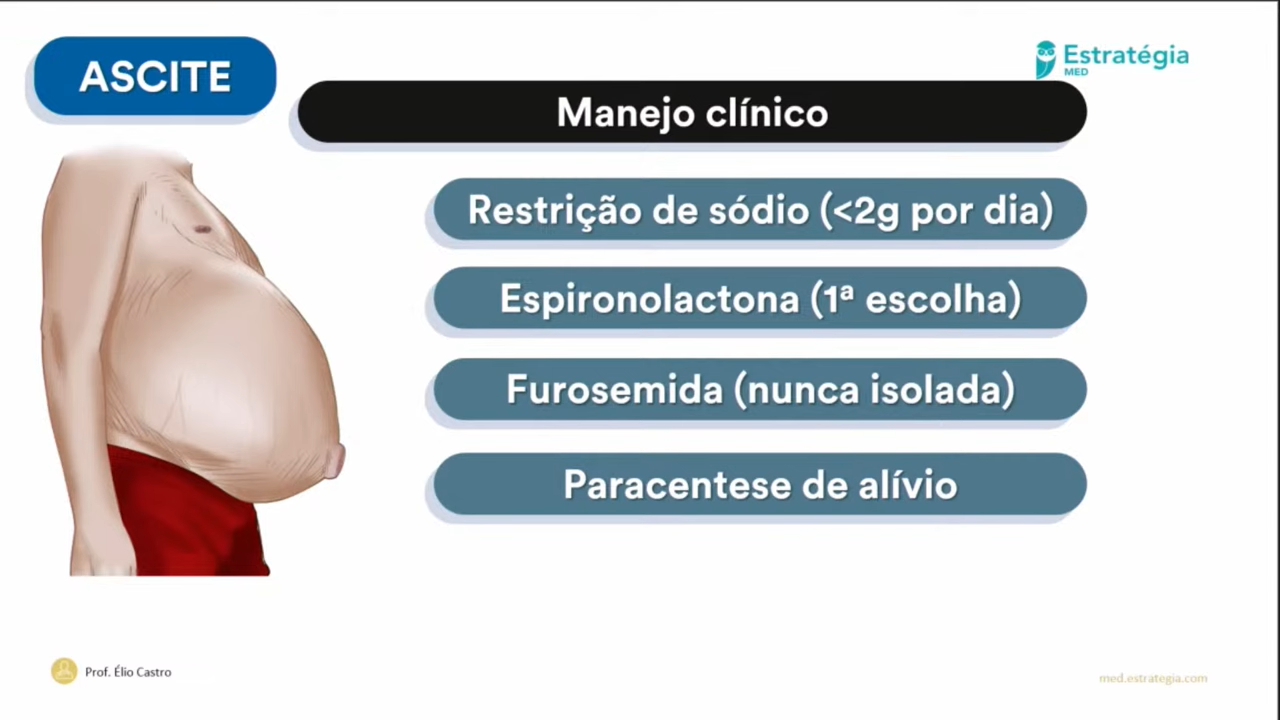 ASCITE
Estratégia
MED
Manejo clínico
Restrição de sódio (<2g por dia)
Espironolactona (1ª escolha)
Furosemida (nunca isolada)
Paracentese de alívio
Prof. Élio Castro
med.estrategia.com